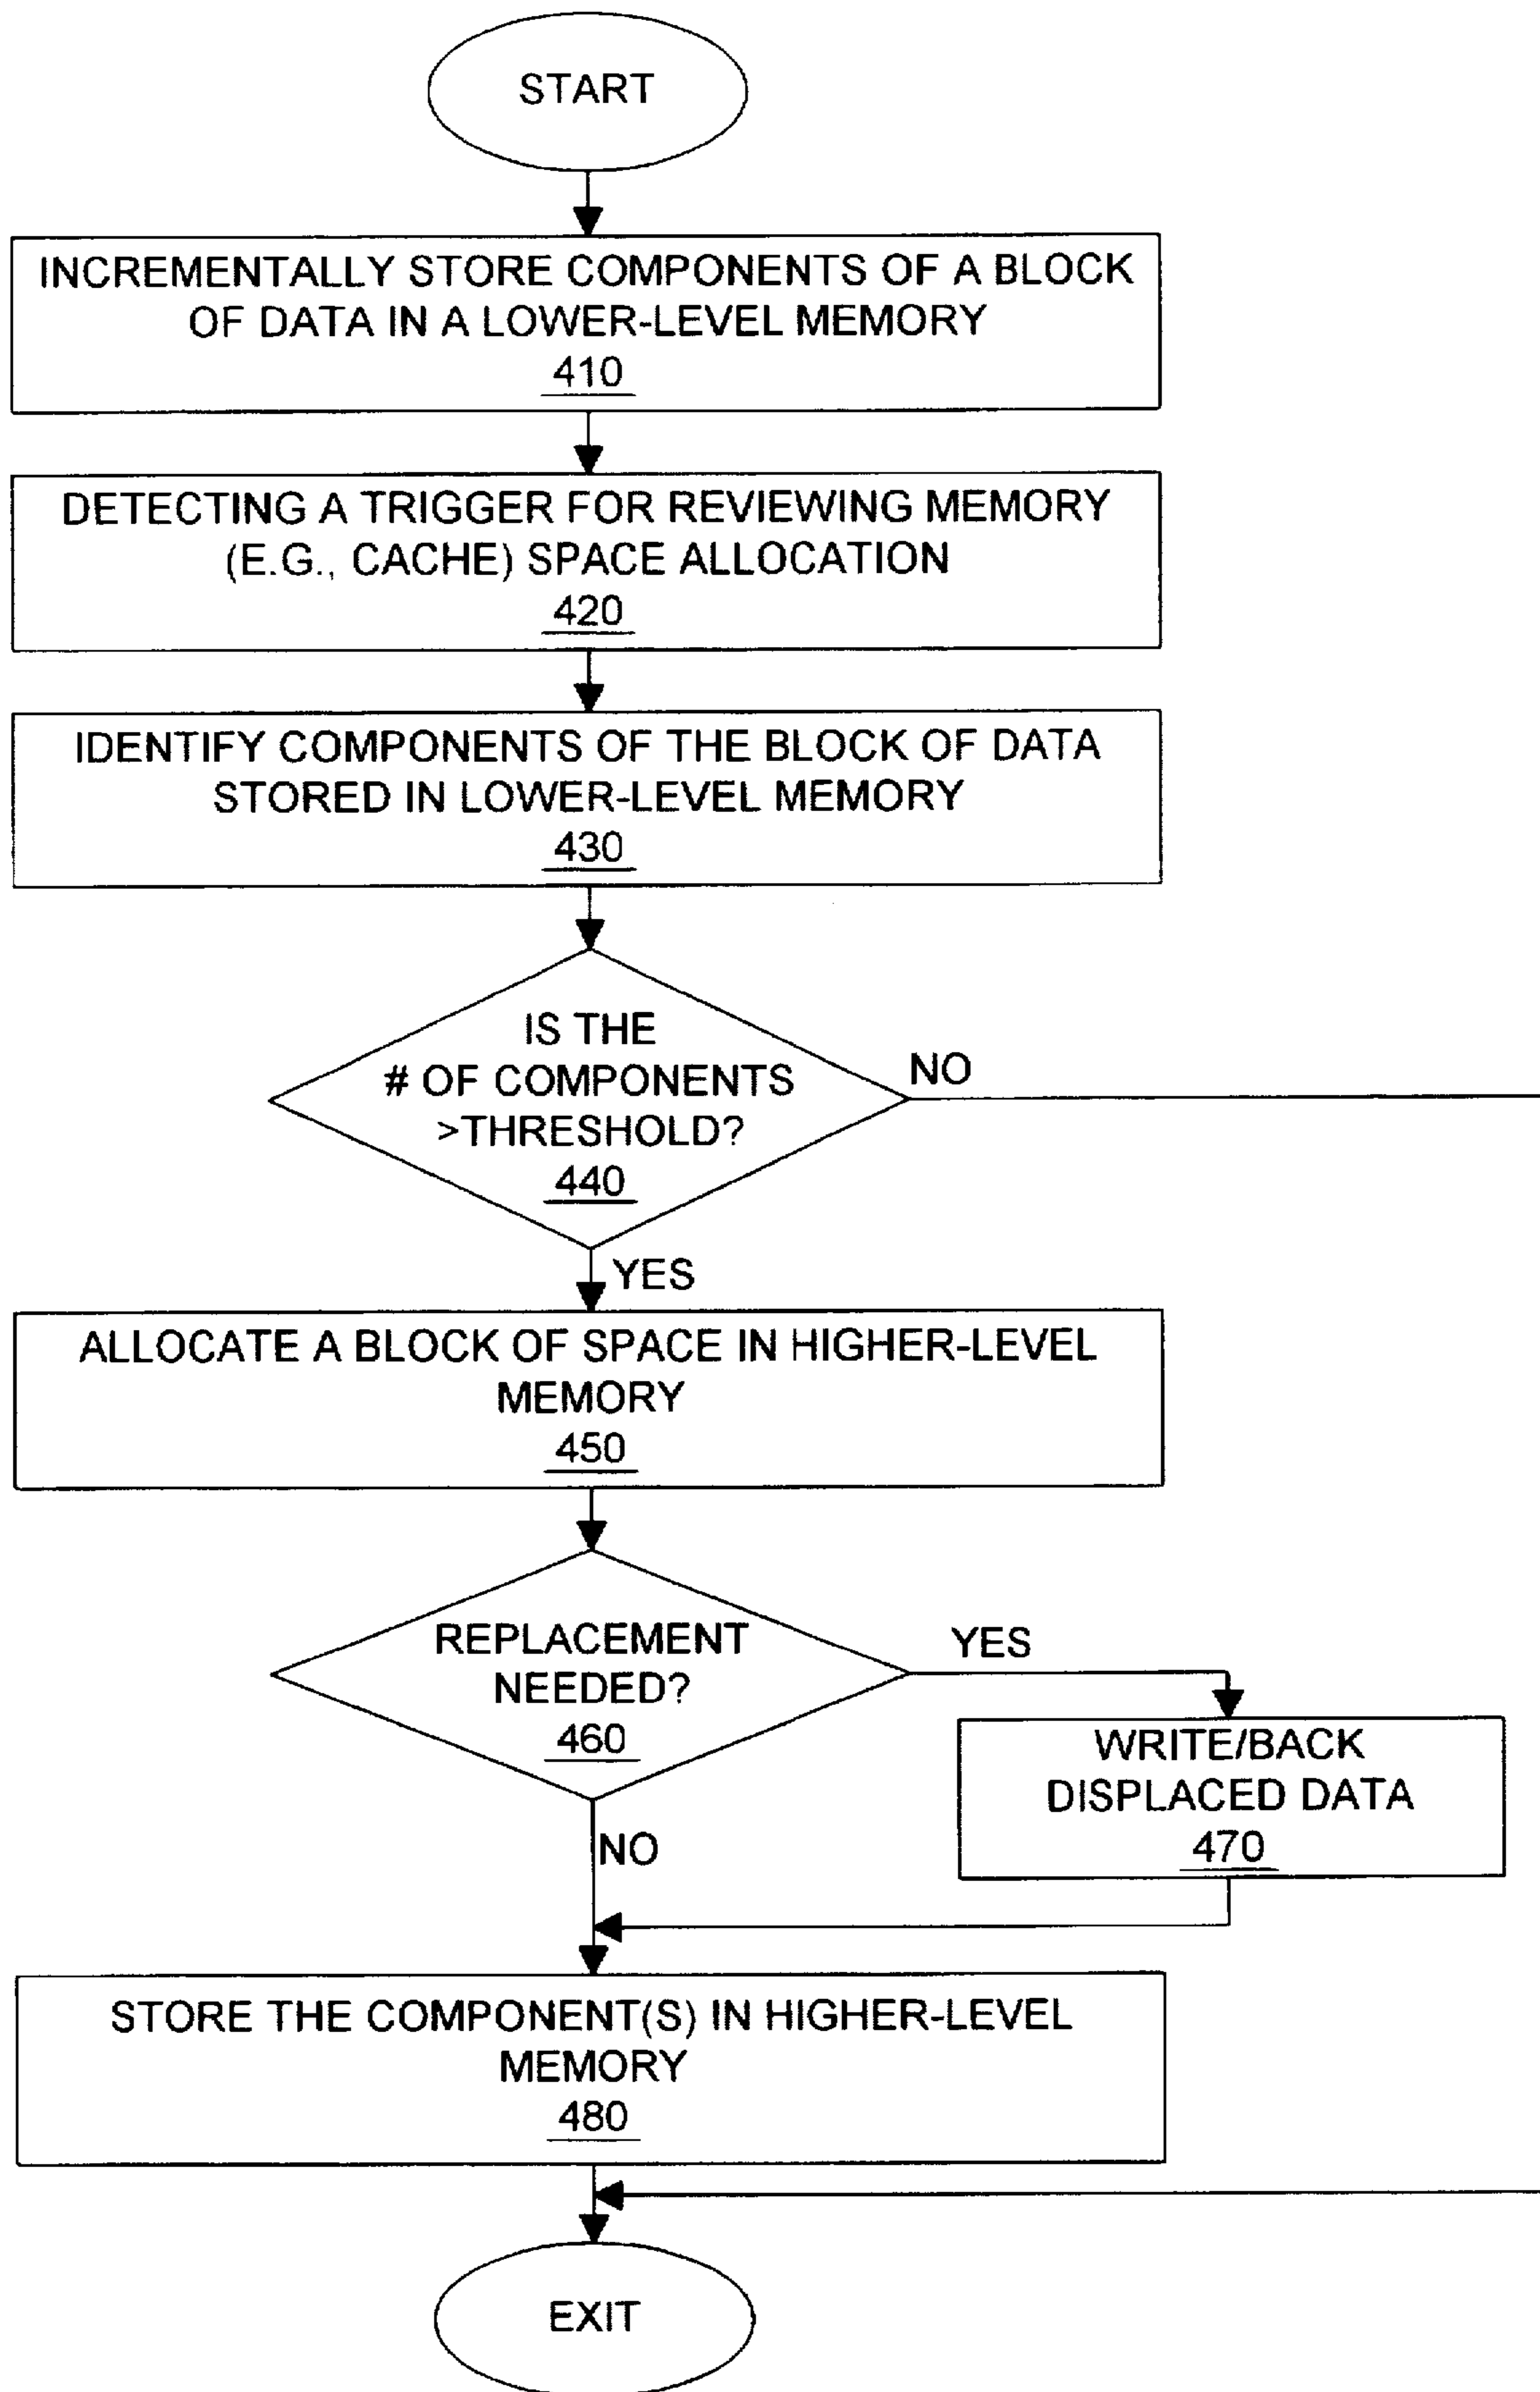 START
INCREMENTALLY STORE COMPONENTS OF A BLOCK
OF DATA IN A LOWER-LEVEL MEMORY
410
DETECTING A TRIGGER FOR REVIEWING MEMORY
(E.G., CACHE) SPACE ALLOCATION
420
IDENTIFY COMPONENTS OF THE BLOCK OF DATA
STORED IN LOWER-LEVEL MEMORY
430
IS THE
# OF COMPONENTS
>THRESHOLD?
440
NO
YES
ALLOCATE A BLOCK OF SPACE IN HIGHER-LEVEL
MEMORY
450
REPLACEMENT
NEEDED?
460
YES
WRITE/BACK
DISPLACED DATA
470
NO
STORE THE COMPONENT(S) IN HIGHER-LEVEL
MEMORY
480
EXIT